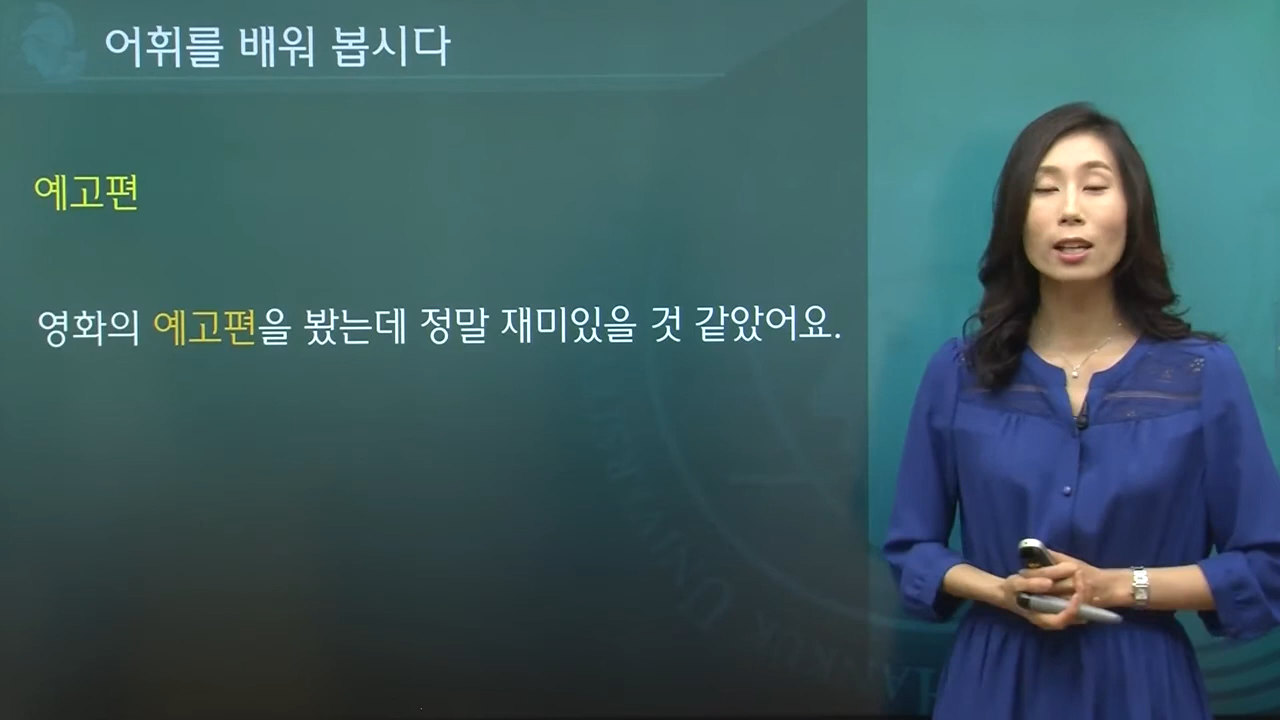 어휘를 배워 봅시다
예고편
영화의 예고편을 봤는데 정말 재미있을 것 같았어요.